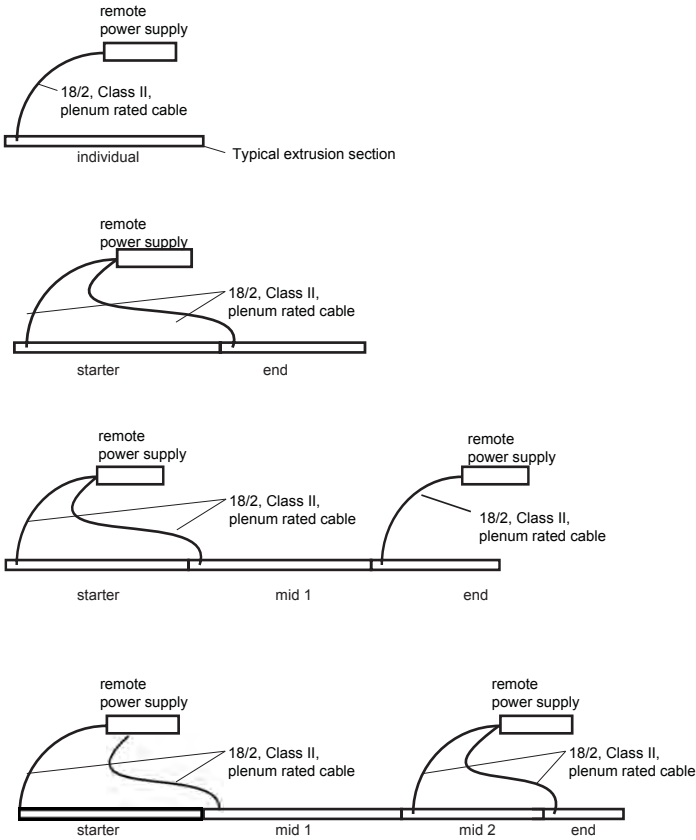 remote
power supply
18/2, Class II,
plenum rated cable
individual
Typical extrusion section
remote
power supply
18/2, Class II,
plenum rated cable
starter
end
remote
power supply
remote
power supply
18/2, Class II,
plenum rated cable
18/2, Class II,
plenum rated cable
starter
mid 1
end
remote
power supply
remote
power supply
18/2, Class II,
plenum rated cable
18/2, Class II,
plenum rated cable
starter
mid 1
mid 2
end